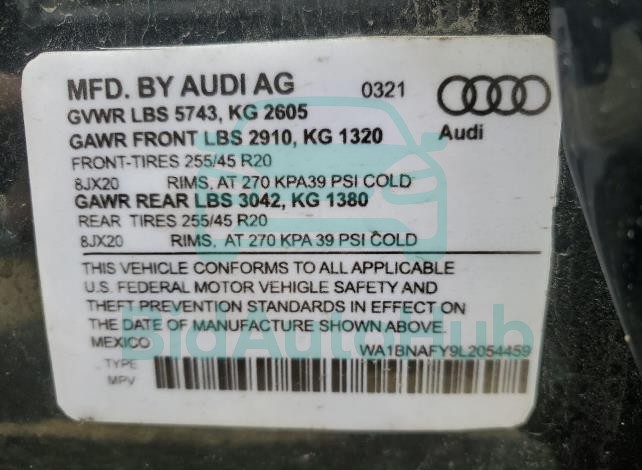 MFD. BY AUDI AG 0321
GVWR LBS 5743, KG 2605
GAWR FRONT LBS 2910, KG 1320
Audi
FRONT-TIRES 255/45 R20
8JX20 RIMS, AT 270 KPA39 PSI COLD
GAWR REAR LBS 3042, KG 1380
REAR TIRES 255/45 R20
8JX20 RIMS, AT 270 KPA 39 PSI COLD
THIS VEHICLE CONFORMS TO ALL APPLICABLE
U.S. FEDERAL MOTOR VEHICLE SAFETY AND
THEFT PREVENTION STANDARDS IN EFFECT ON
THE DATE OF MANUFACTURE SHOWN ABOVE.
BidAutoHub
MEXICO WA1BNAFY9L2054459
TYPE
MPV